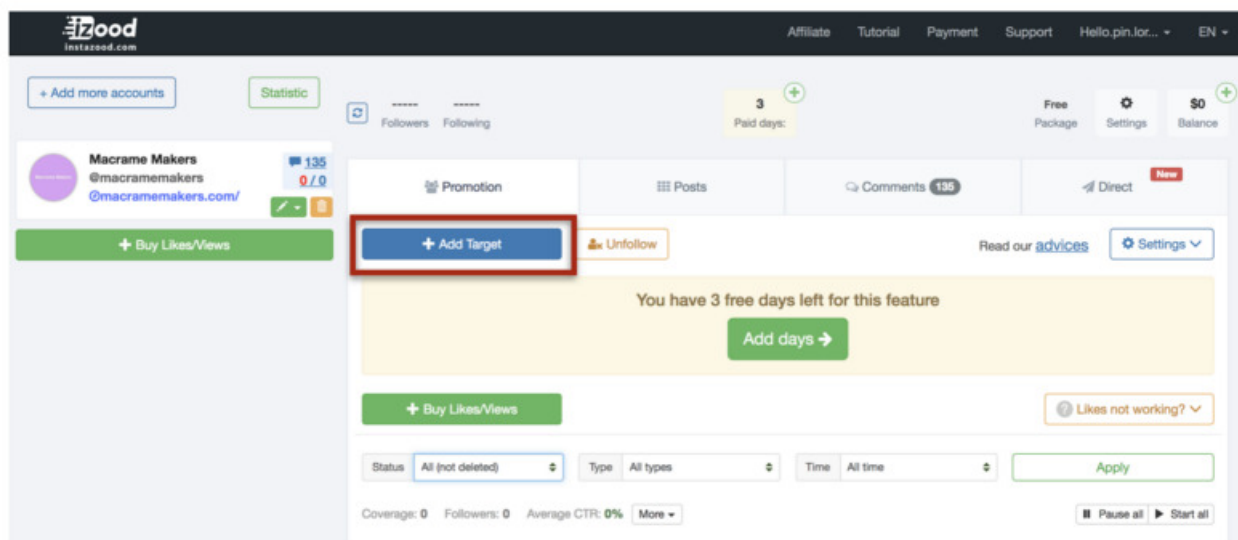 izood
instazood.com
Affiliate Tutorial Payment Support Hello.pin.lor... EN
+ Add more accounts
Statistic
-----
-----
Followers Following
3
Paid days:
Free
Package
Settings
$0
Balance
Macrame Makers
@macramemakers
macramemakers.com/
135
0 / 0
+ Buy Likes/Views
Promotion
Posts
Comments 135
Direct
New
+ Add Target
Unfollow
Read our advices
Settings
You have 3 free days left for this feature
Add days →
+ Buy Likes/Views
? Likes not working?
Status All (not deleted)
Type All types
Time All time
Apply
Coverage: 0 Followers: 0 Average CTR: 0% More
Pause all
Start all